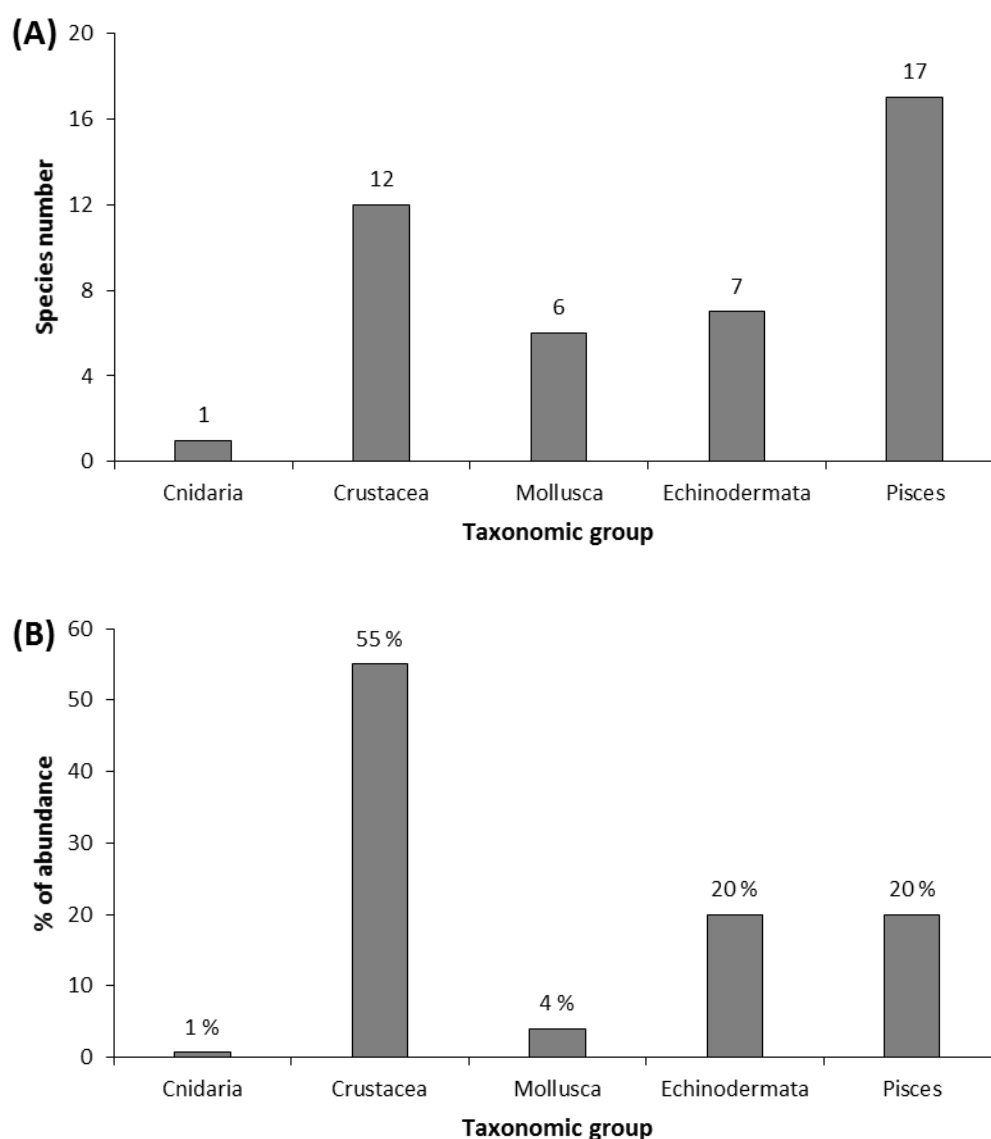 (A)
20
16
12
8
4
0
Species number
1
12
6
7
17
Cnidaria Crustacea Mollusca Echinodermata Pisces
Taxonomic group
(B)
60
50
40
30
20
10
0
% of abundance
1 %
55 %
4 %
20 %
20 %
Cnidaria Crustacea Mollusca Echinodermata Pisces
Taxonomic group